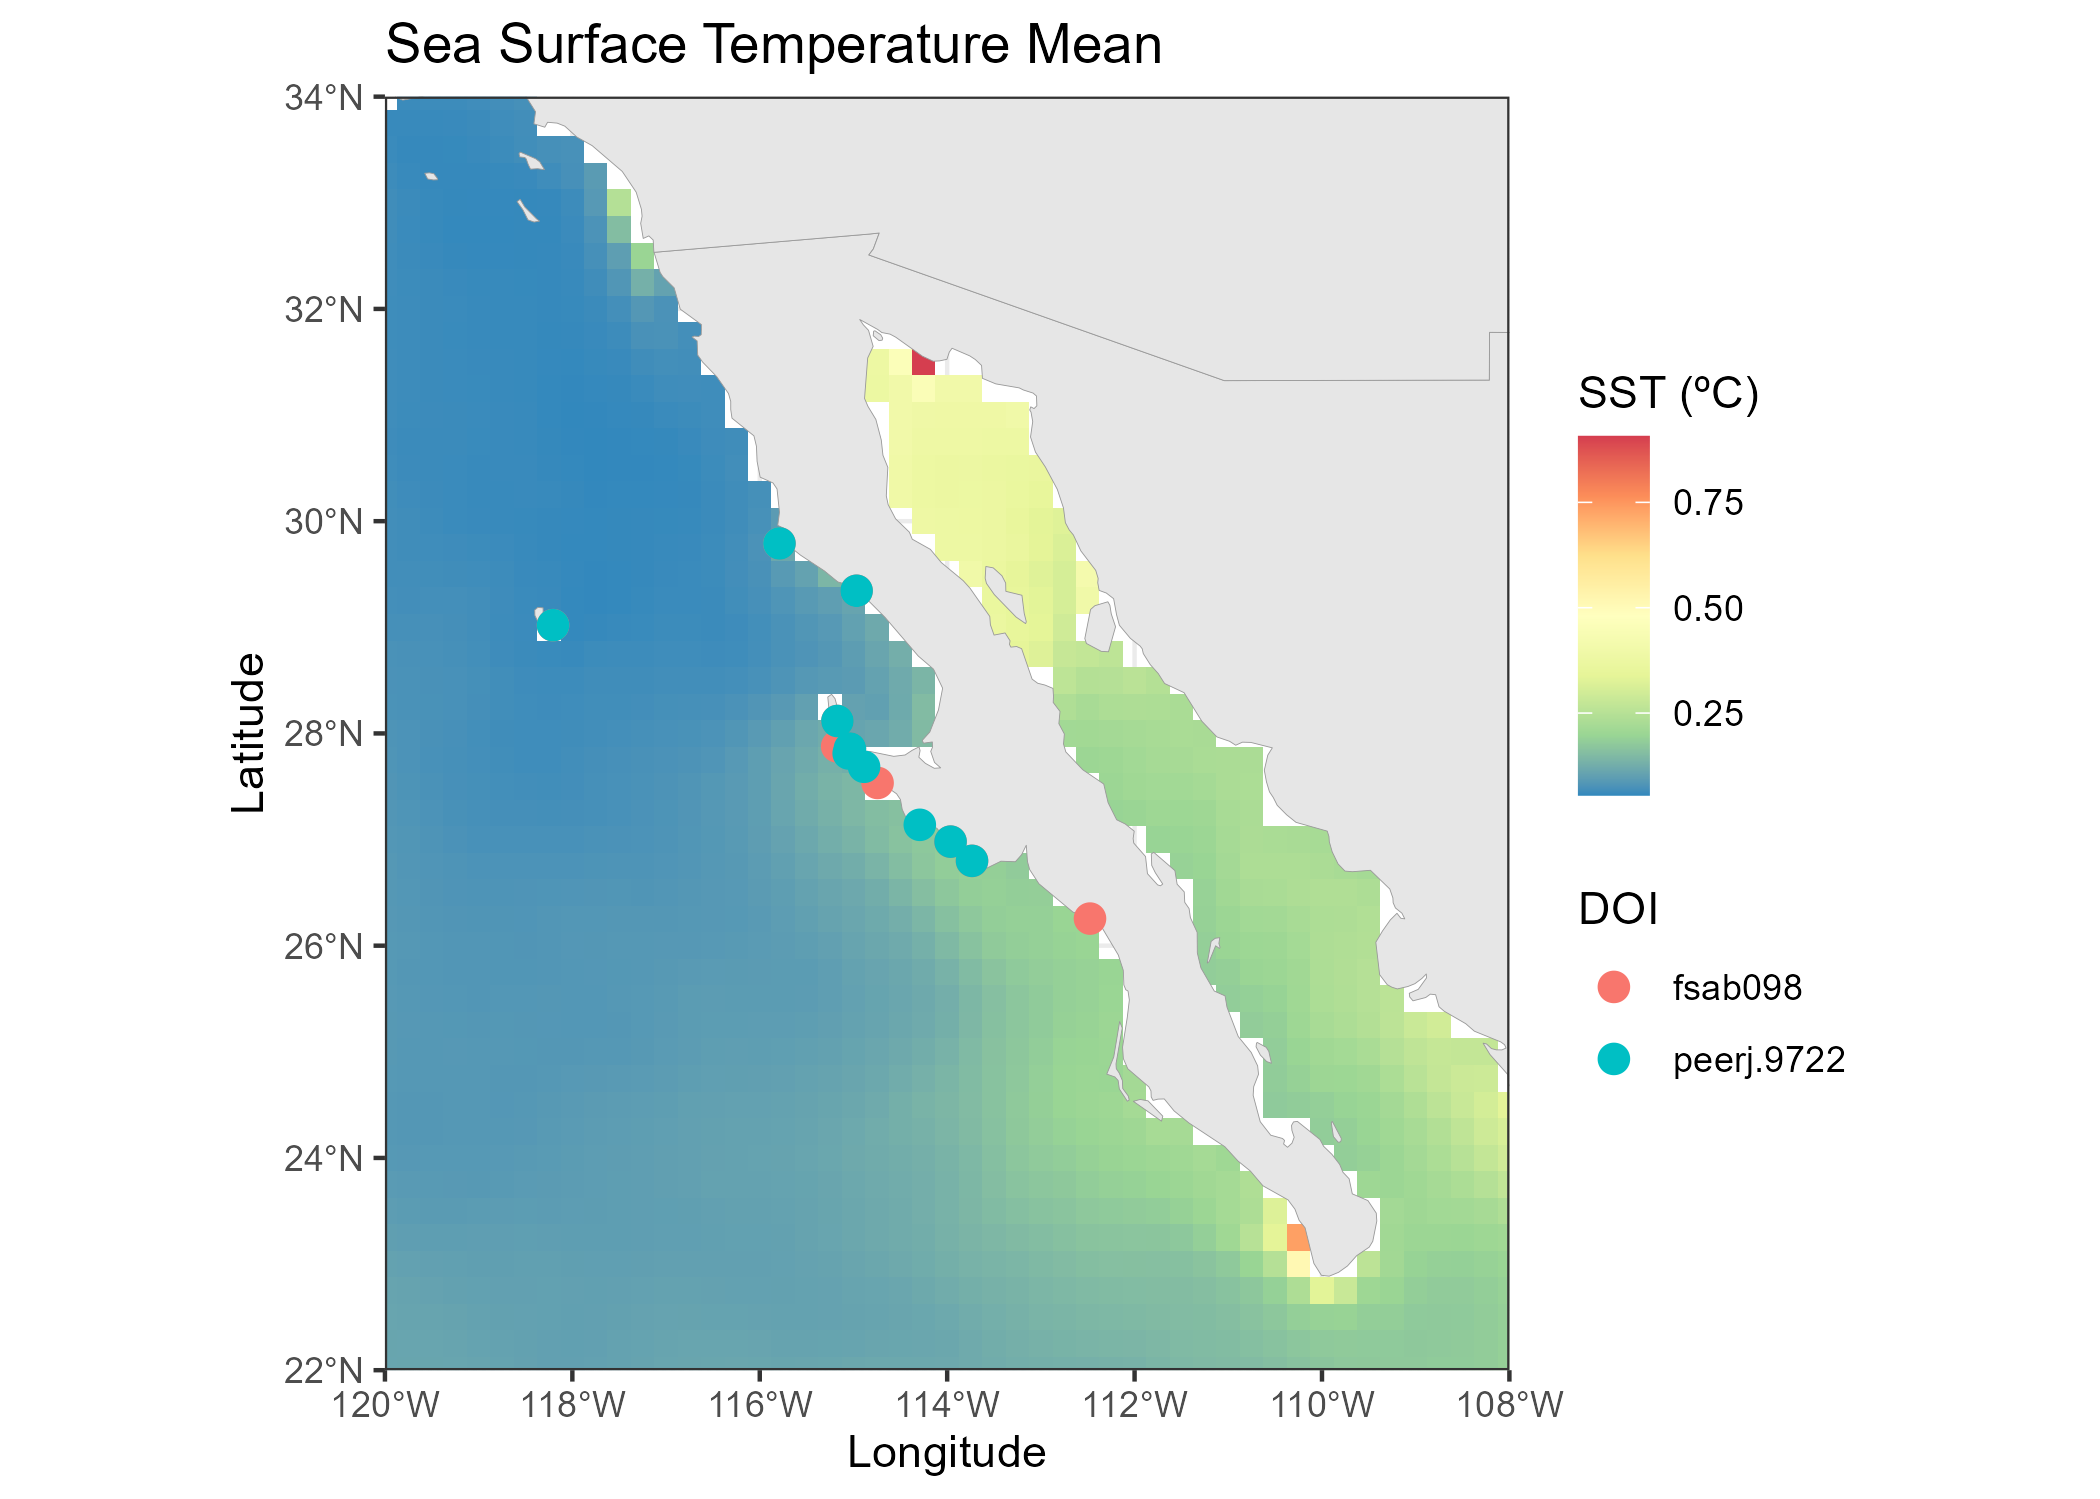 Sea Surface Temperature Mean
34°N
32°N
30°N
28°N
26°N
24°N
22°N
Latitude
120°W 118°W 116°W 114°W 112°W 110°W 108°W
Longitude
SST (ºC)
0.75
0.50
0.25
DOI
fsab098
peerj.9722